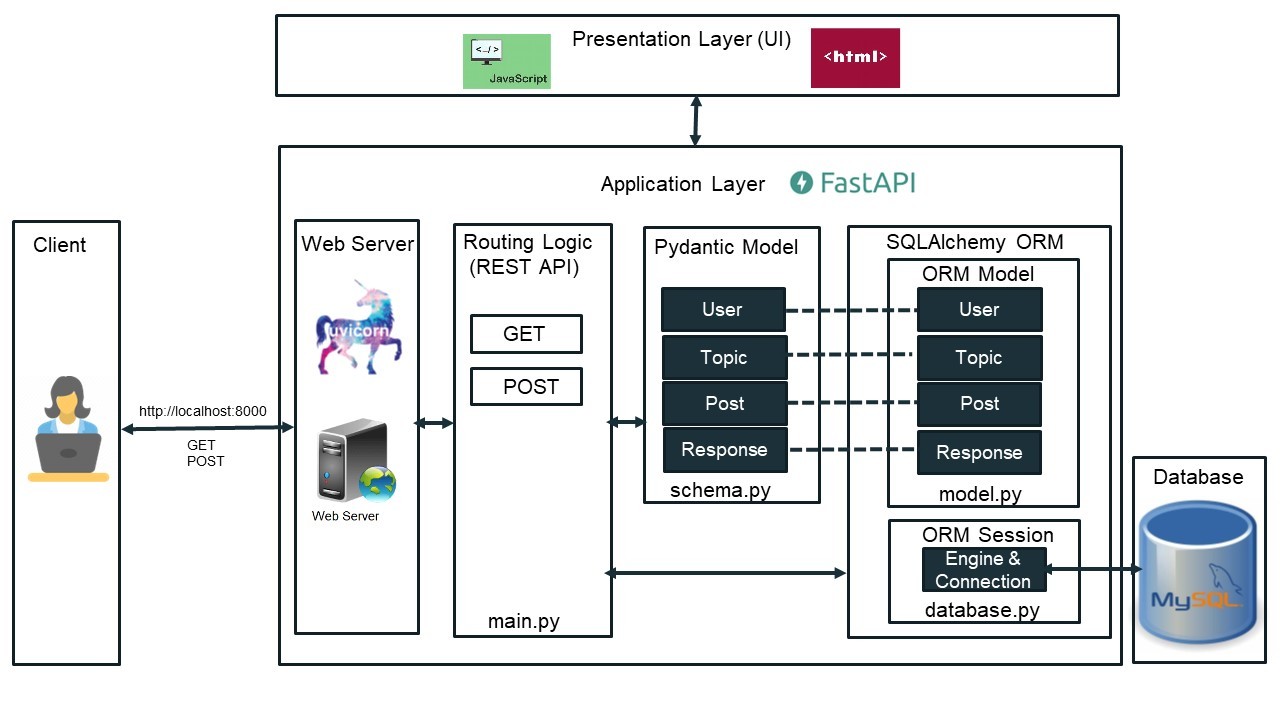 Presentation Layer (UI)
<../>
JavaScript
<html>
Application Layer
FastAPI
Client
http://localhost:8000
GET
POST
Web Server
uvicorn
Web Server
Routing Logic
(REST API)
GET
POST
main.py
Pydantic Model
User
Topic
Post
Response
schema.py
SQLAlchemy ORM
ORM Model
User
Topic
Post
Response
model.py
ORM Session
Engine &
Connection
database.py
Database
MySQL